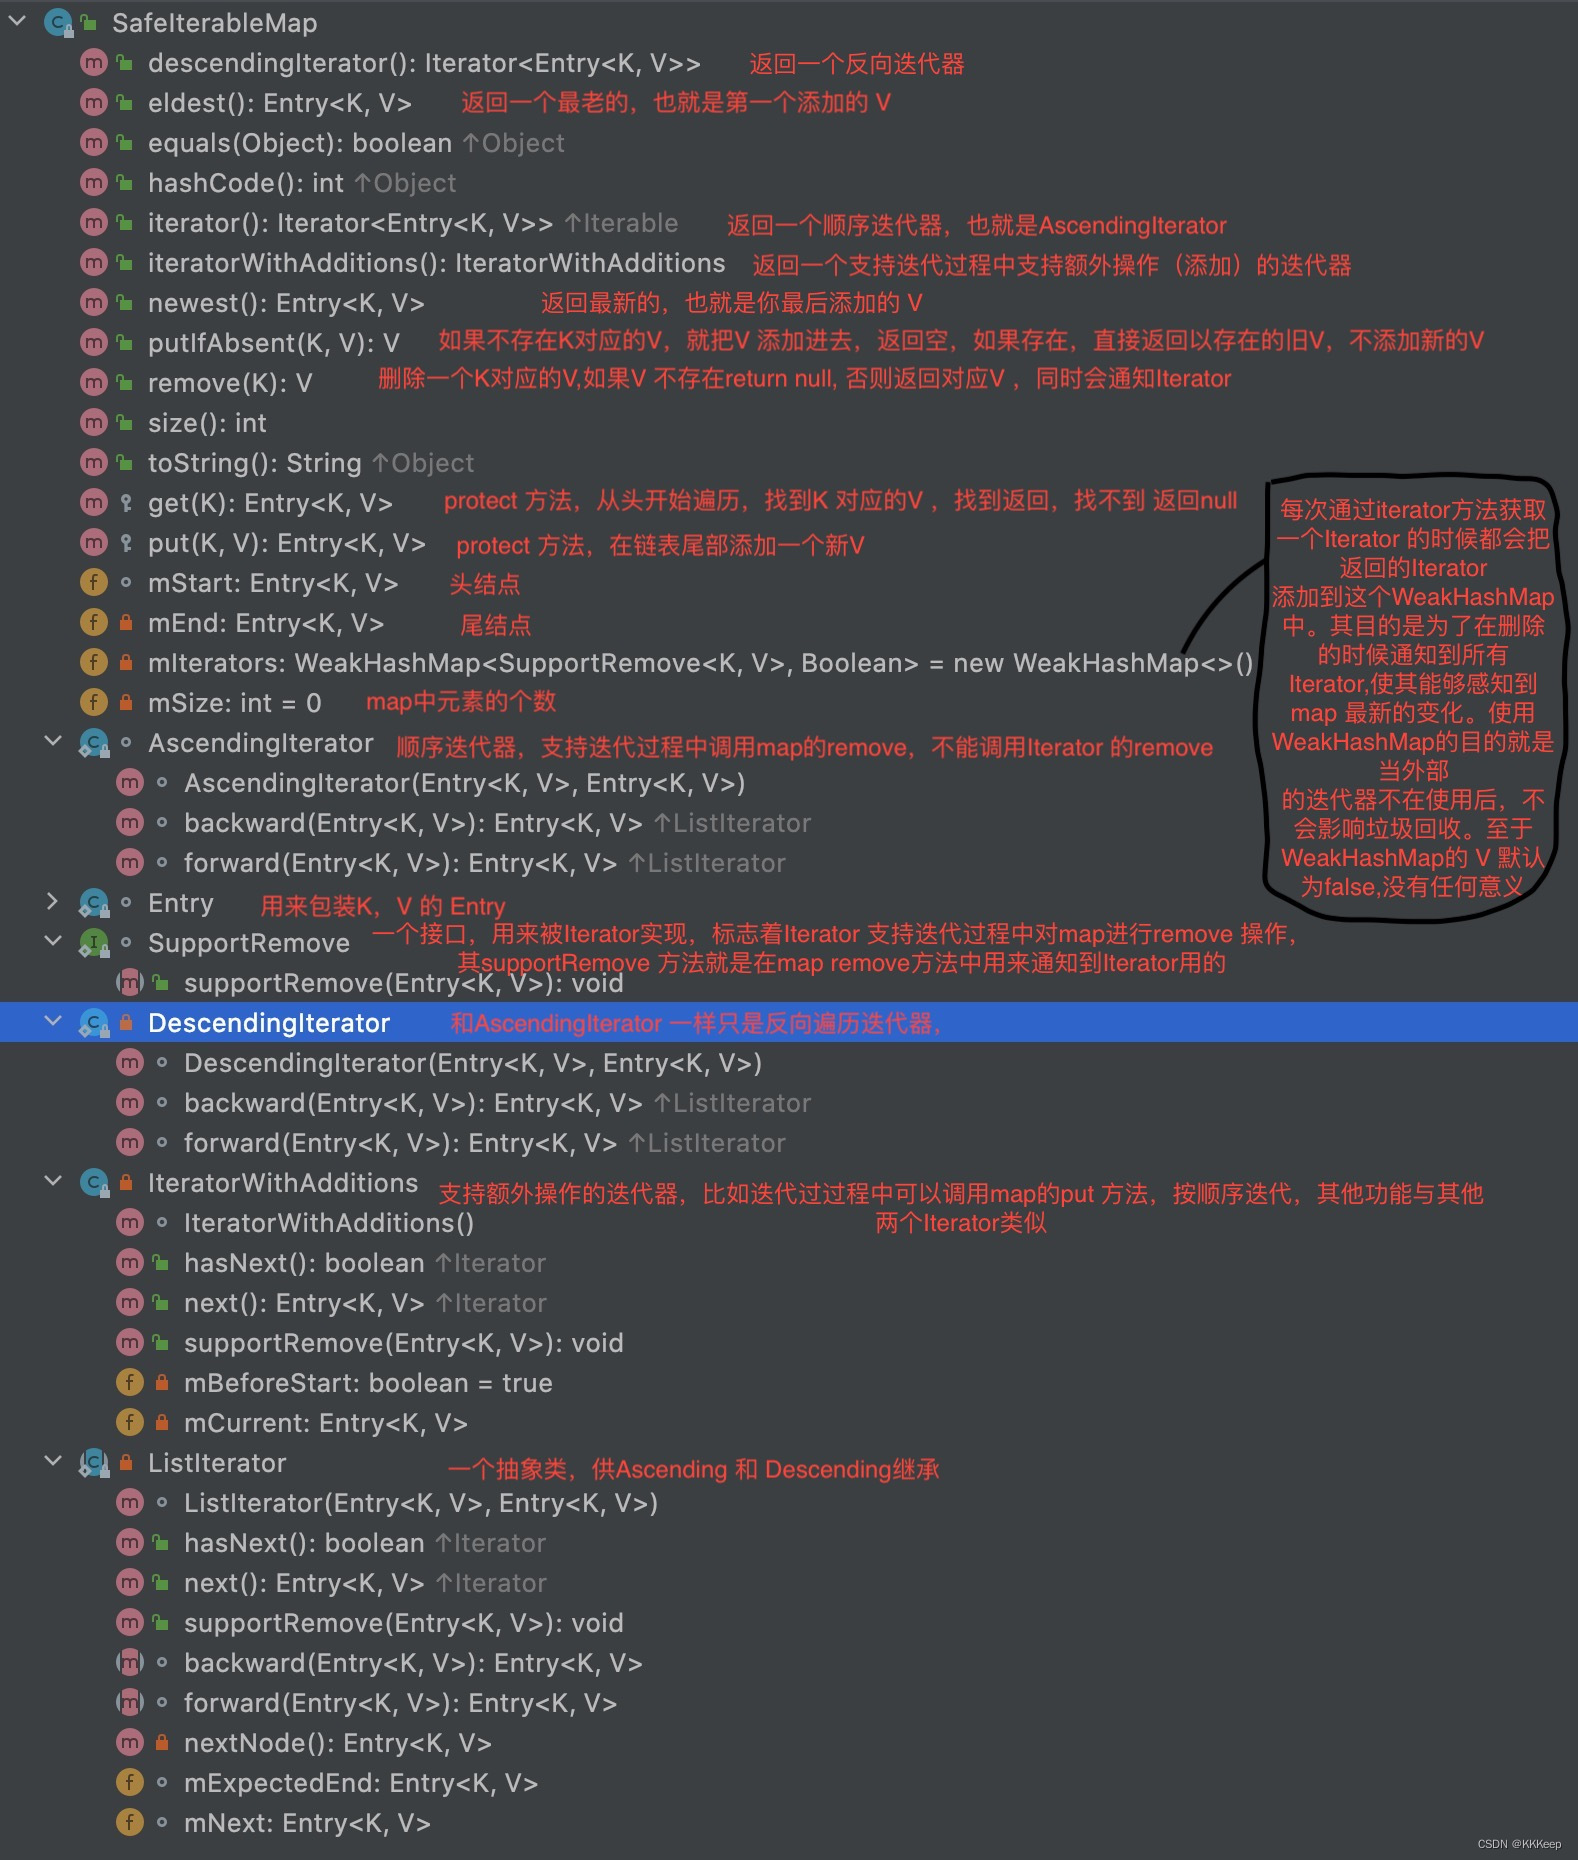 SafeIterableMap
descendingIterator(): Iterator<Entry<K, V>> 返回一个反向迭代器
eldest(): Entry<K, V> 返回一个最老的，也就是第一个添加的 V
equals(Object): boolean ↑Object
hashCode(): int ↑Object
iterator(): Iterator<Entry<K, V>> ↑Iterable 返回一个顺序迭代器，也就是AscendingIterator
iteratorWithAdditions(): IteratorWithAdditions 返回一个支持迭代过程中支持额外操作（添加）的迭代器
newest(): Entry<K, V> 返回最新的，也就是你最后添加的 V
putIfAbsent(K, V): V 如果不存在K对应的V，就把V 添加进去，返回空，如果存在，直接返回以存在的旧V，不添加新的V
remove(K): V 删除一个K对应的V,如果V 不存在return null, 否则返回对应V ，同时会通知Iterator
size(): int
toString(): String ↑Object
get(K): Entry<K, V> protect 方法，从头开始遍历，找到K 对应的V ，找到返回，找不到 返回null
put(K, V): Entry<K, V> protect 方法，在链表尾部添加一个新V
mStart: Entry<K, V> 头结点
mEnd: Entry<K, V> 尾结点
mIterators: WeakHashMap<SupportRemove<K, V>, Boolean> = new WeakHashMap<>()
每次通过iterator方法获取
一个Iterator 的时候都会把
返回的Iterator
添加到这个WeakHashMap
中。其目的是为了在删除
的时候通知到所有
Iterator,使其能够感知到
map 最新的变化。使用
WeakHashMap的目的就是
当外部
的迭代器不在使用后，不
会影响垃圾回收。至于
WeakHashMap的 V 默认
为false,没有任何意义
mSize: int = 0 map中元素的个数
AscendingIterator 顺序迭代器，支持迭代过程中调用map的remove，不能调用Iterator 的remove
AscendingIterator(Entry<K, V>, Entry<K, V>)
backward(Entry<K, V>): Entry<K, V> ↑ListIterator
forward(Entry<K, V>): Entry<K, V> ↑ListIterator
Entry 用来包装K，V 的 Entry
SupportRemove 一个接口，用来被Iterator实现，标志着Iterator 支持迭代过程中对map进行remove 操作，
其supportRemove 方法就是在map remove方法中用来通知到Iterator用的
supportRemove(Entry<K, V>): void
DescendingIterator 和AscendingIterator 一样只是反向遍历迭代器，
DescendingIterator(Entry<K, V>, Entry<K, V>)
backward(Entry<K, V>): Entry<K, V> ↑ListIterator
forward(Entry<K, V>): Entry<K, V> ↑ListIterator
IteratorWithAdditions 支持额外操作的迭代器，比如迭代过过程中可以调用map的put 方法，按顺序迭代，其他功能与其他
两个Iterator类似
IteratorWithAdditions()
hasNext(): boolean ↑Iterator
next(): Entry<K, V> ↑Iterator
supportRemove(Entry<K, V>): void
mBeforeStart: boolean = true
mCurrent: Entry<K, V>
ListIterator 一个抽象类，供Ascending 和 Descending继承
ListIterator(Entry<K, V>, Entry<K, V>)
hasNext(): boolean ↑Iterator
next(): Entry<K, V> ↑Iterator
supportRemove(Entry<K, V>): void
backward(Entry<K, V>): Entry<K, V>
forward(Entry<K, V>): Entry<K, V>
nextNode(): Entry<K, V>
mExpectedEnd: Entry<K, V>
mNext: Entry<K, V>
CSDN @KKKeep